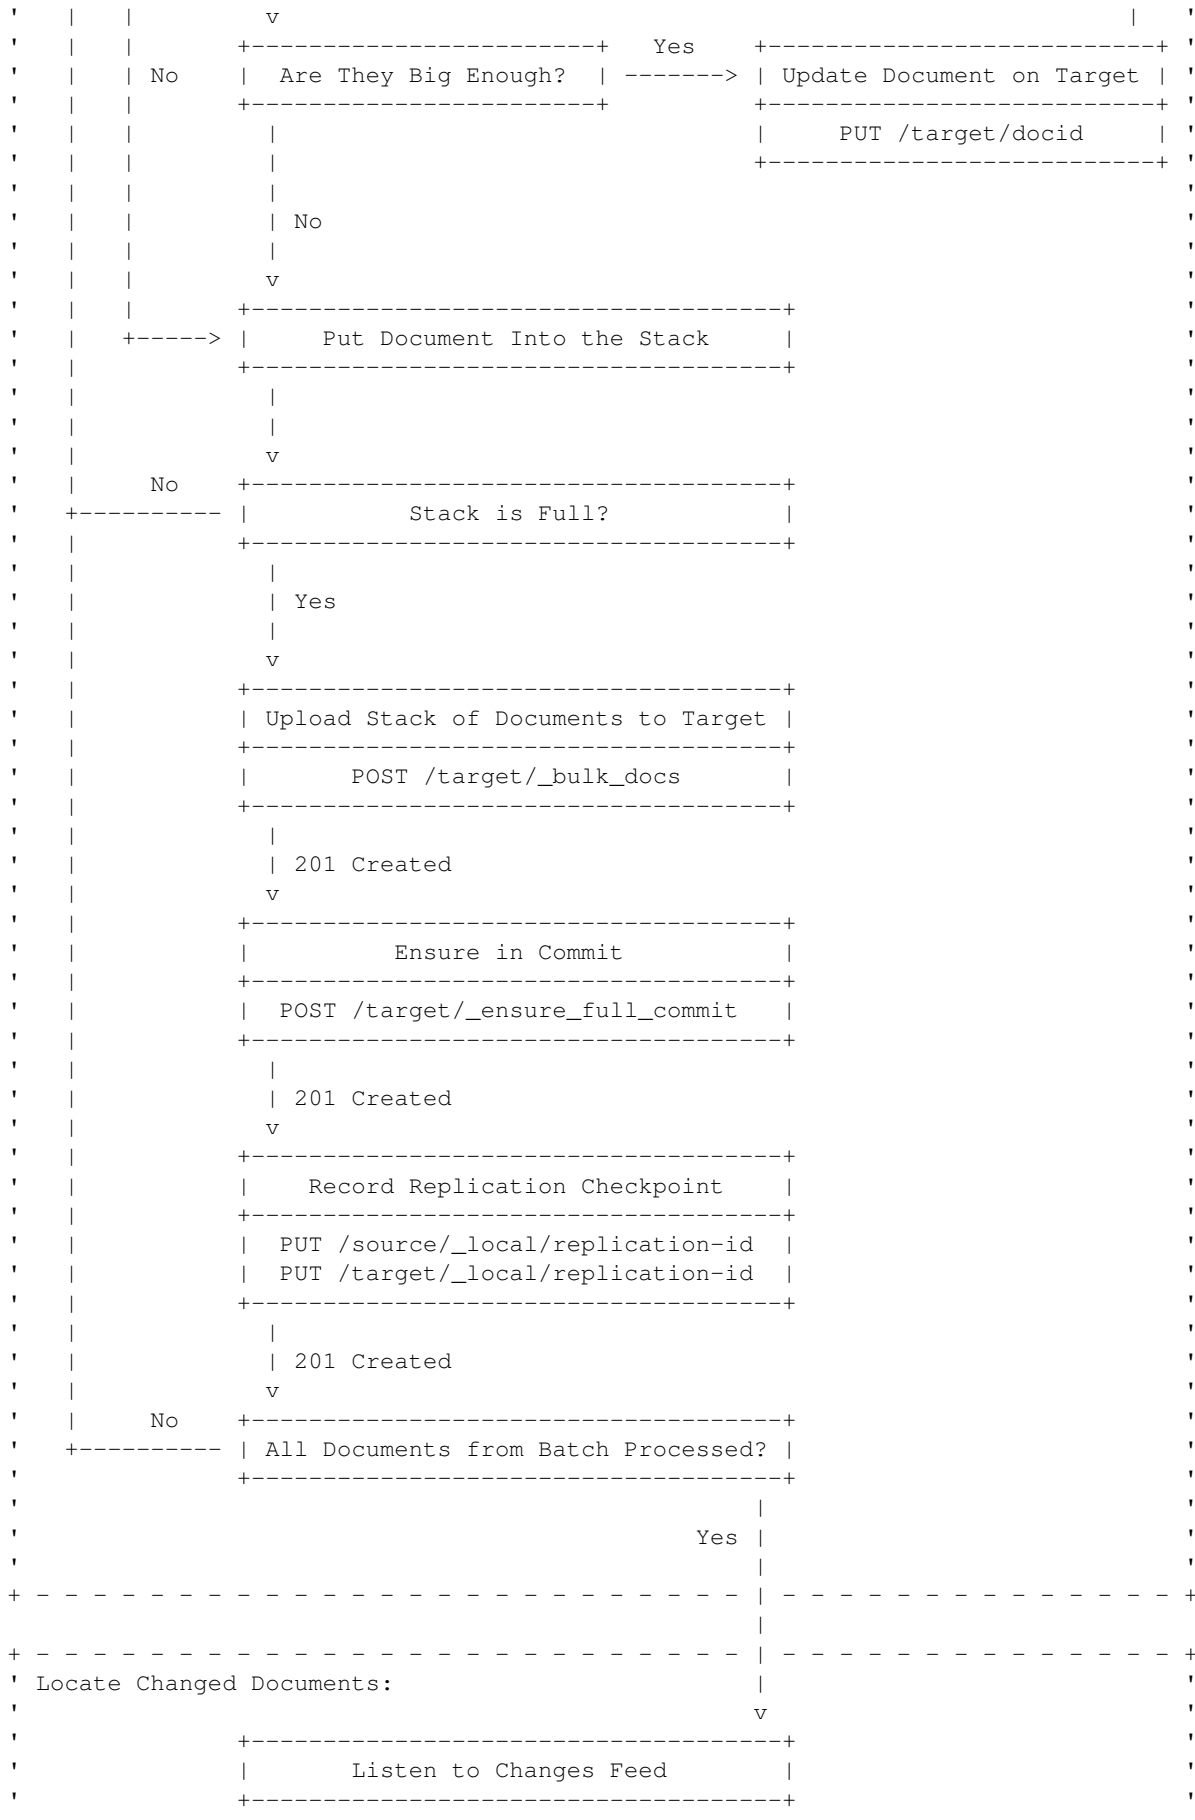 Yes
No Are They Big Enough? Update Document on Target
PUT /target/docid
No
Put Document Into the Stack
No
Stack is Full?
Yes
Upload Stack of Documents to Target
POST /target/_bulk_docs
201 Created
Ensure in Commit
POST /target/_ensure_full_commit
201 Created
Record Replication Checkpoint
PUT /source/_local/replication-id
PUT /target/_local/replication-id
201 Created
No
All Documents from Batch Processed?
Yes
Locate Changed Documents:
Listen to Changes Feed